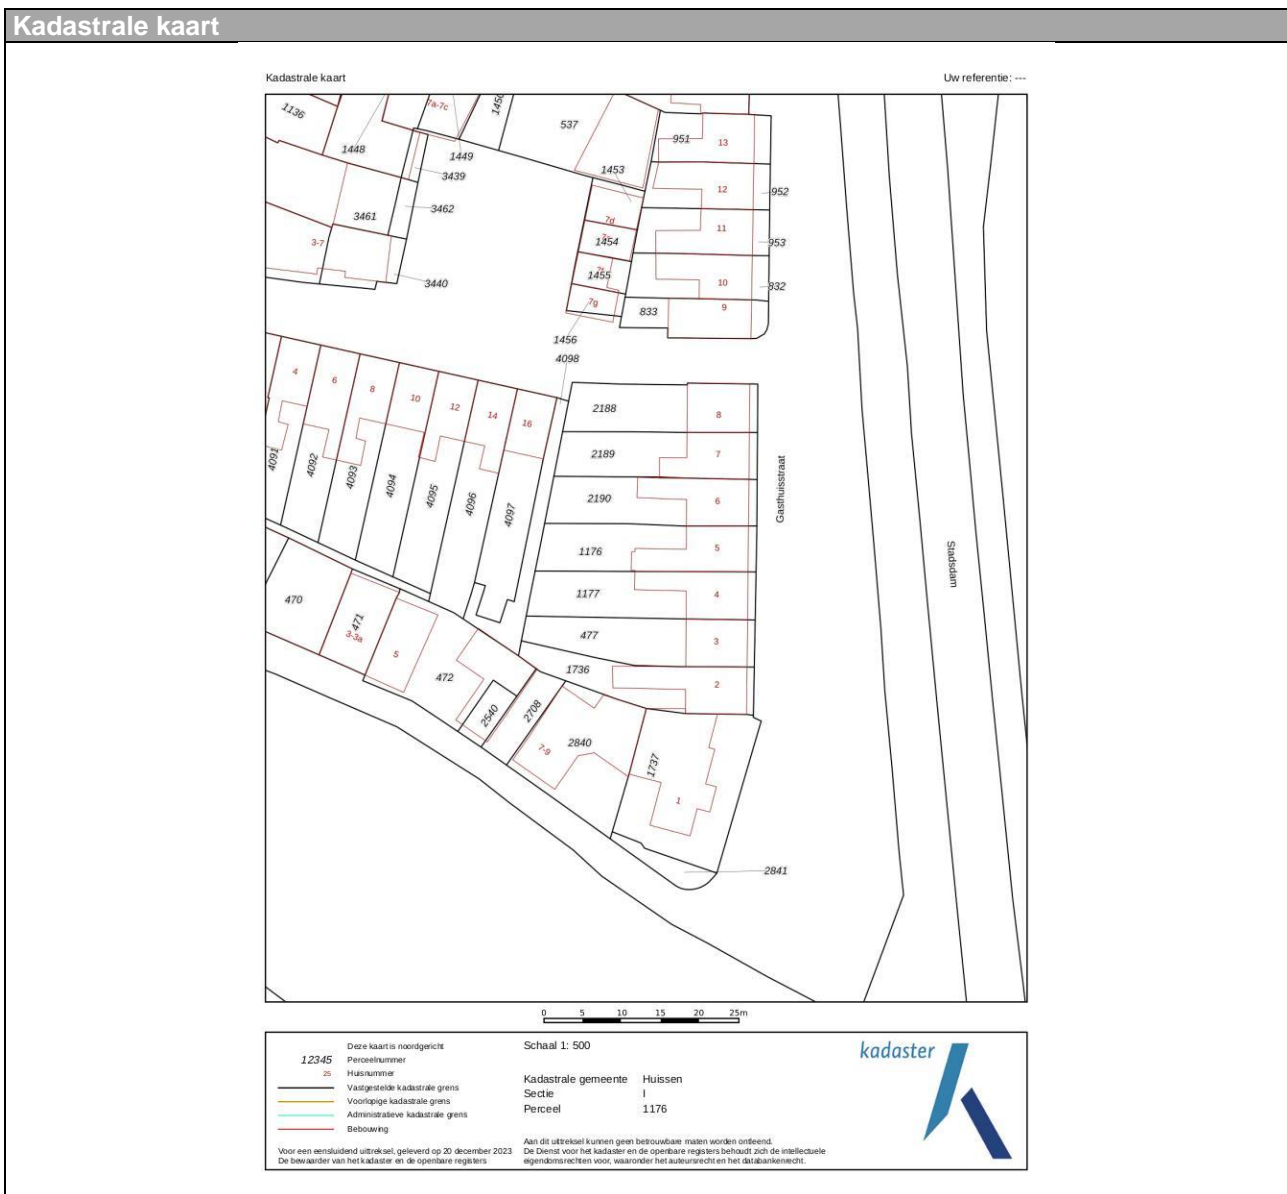 Kadastrale kaart
Kadastrale kaart
Uw referentie: ---
1136
1448
7a-7c
1449
1450
537
1453
951
13
3439
12
952
3462
3461
11
953
3-7
7d
1454
3440
1455
10
832
7g
833
9
1456
4098
4
6
8
10
12
14
16
2188
8
2189
7
4091
4092
4093
4094
4095
4096
4097
2190
6
Gasthuisstraat
1176
5
Stadsdam
470
1177
4
471
3-3a
477
3
5
472
1736
2
2540
2708
2840
7-9
1737
1
2841
0 5 10 15 20 25m
Deze kaart is noordgericht
12345 Perceelnummer
25 Huisnummer
Vastgestelde kadastrale grens
Voorlopige kadastrale grens
Administratieve kadastrale grens
Bebouwing
Voor een eensluidend uittreksel, geleverd op 20 december 2023
De bewaarder van het kadaster en de openbare registers
Schaal 1: 500
Kadastrale gemeente Huissen
Sectie I
Perceel 1176
Aan dit uittreksel kunnen geen betrouwbare maten worden ontleend.
De Dienst voor het kadaster en de openbare registers behoudt zich de intellectuele
eigendomsrechten voor, waaronder het auteursrecht en het databankenrecht.
kadaster